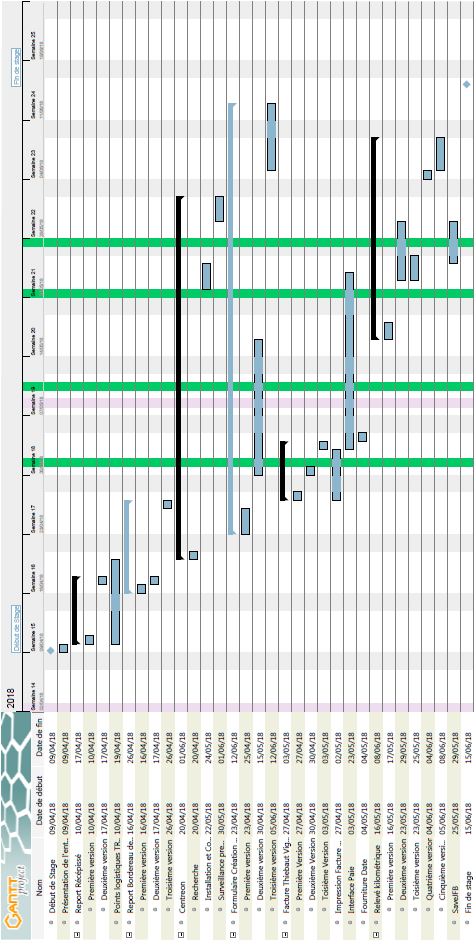 GANTT project
2018
Nom Date de début Date de fin
Début de Stage 09/04/18 09/04/18
Présentation de l'ent... 09/04/18 09/04/18
Report Récépissé 10/04/18 17/04/18
Première version 10/04/18 10/04/18
Deuxième version 17/04/18 17/04/18
Points logistiques TR... 10/04/18 19/04/18
Report Bordereau de... 16/04/18 26/04/18
Première version 16/04/18 16/04/18
Deuxième version 17/04/18 17/04/18
Troisième version 26/04/18 26/04/18
Centreon 20/04/18 01/06/18
Recherche 20/04/18 20/04/18
Installation et Co... 22/05/18 24/05/18
Surveillance pre... 30/05/18 01/06/18
Formulaire Création ... 23/04/18 12/06/18
Première version 23/04/18 25/04/18
Deuxième version 30/04/18 15/05/18
Troisième version 05/06/18 12/06/18
Facture Thiebaut Vig... 27/04/18 03/05/18
Première version 27/04/18 27/04/18
Deuxième version 30/04/18 30/04/18
Toisième version 03/05/18 03/05/18
Impression Facture ... 27/04/18 02/05/18
Interface Paie 03/05/18 23/05/18
Fourniture Date 04/05/18 04/05/18
Relevé kilométrique 16/05/18 08/06/18
Première version 16/05/18 17/05/18
Deuxième version 23/05/18 29/05/18
Toisième version 23/05/18 25/05/18
Quatrième version 04/06/18 04/06/18
Cinquième versi... 05/06/18 08/06/18
SaveJFB 25/05/18 29/05/18
Fin de stage 15/06/18 15/06/18
Début de Stage Fin de stage
Semaine 14 Semaine 15 Semaine 16 Semaine 17 Semaine 18 Semaine 19 Semaine 20 Semaine 21 Semaine 22 Semaine 23 Semaine 24 Semaine 25